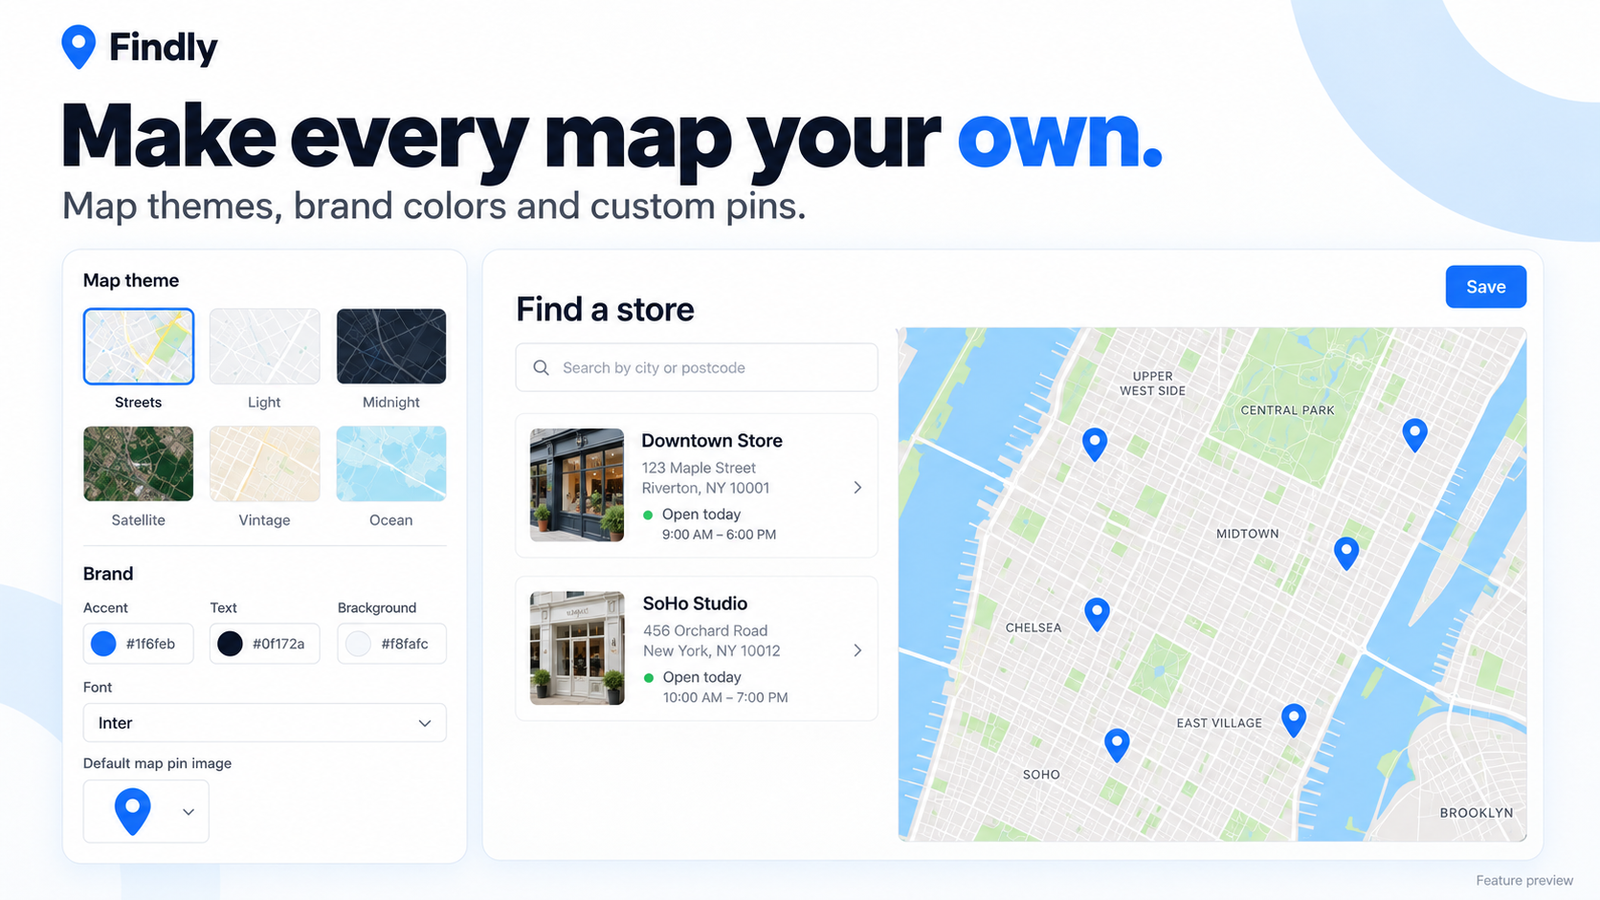 Findly
Make every map your own.
Map themes, brand colors and custom pins.
Map theme
Streets
Light
Midnight
Satellite
Vintage
Ocean
Brand
Accent
Text
Brackground
#1f6feb
#0f172a
#f8fafc
Font
Inter
Default map pin image
Save
Find a store
Search by city or postcode
Downtown Store
123 Maple Street
Riverton, NY 10001
Open today
9:00 AM – 6:00 PM
SoHo Studio
456 Orchard Road
New York, NY 10012
Open today
10:00 AM – 7:00 PM
UPPER
WEST SIDE
CENTRAL PARK
MIDTOWN
CHELSEA
EAST VILLAGE
SOHO
BROOKLYN
Feature preview